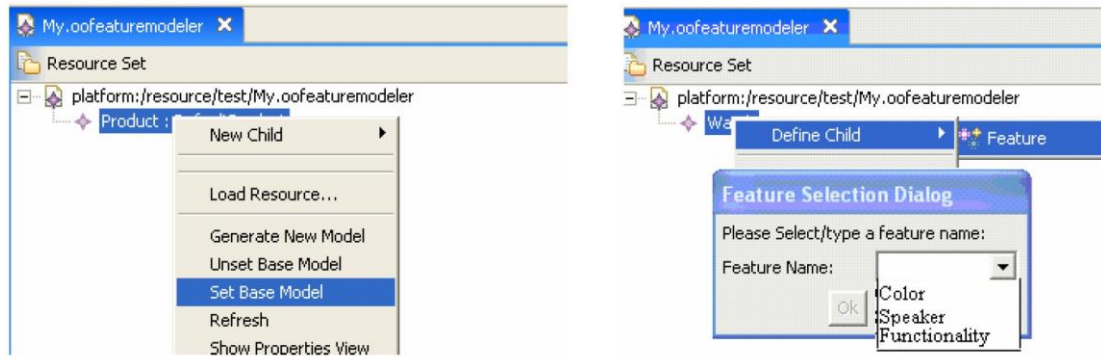 My.oofeaturemodeler
Resource Set
platform:/resource/test/My.oofeaturemodeler
Product :
New Child
Load Resource...
Generate New Model
Unset Base Model
Set Base Model
Refresh
Show Properties View
My.oofeaturemodeler
Resource Set
platform:/resource/test/My.oofeaturemodeler
Define Child
Feature
Feature Selection Dialog
Please Select/type a feature name:
Feature Name:
Ok
Color
Speaker
Functionality